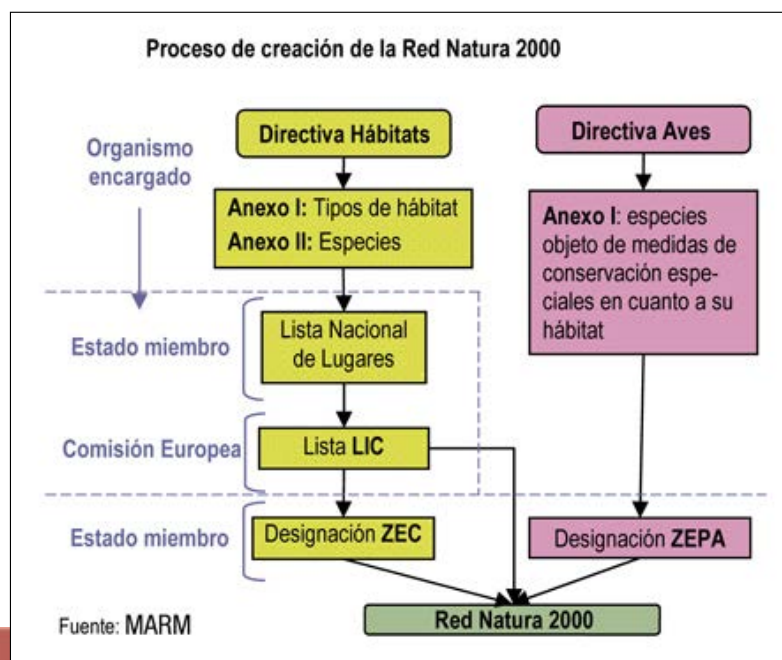 Proceso de creación de la Red Natura 2000
Organismo
encargado
Directiva Hábitats
Directiva Aves
Anexo I: Tipos de hábitat
Anexo II: Especies
Anexo I: especies
objeto de medidas de
conservación espe-
ciales en cuanto a su
hábitat
Estado miembro
Lista Nacional
de Lugares
Comisión Europea
Lista LIC
Estado miembro
Designación ZEC
Designación ZEPA
Red Natura 2000
Fuente: MARM